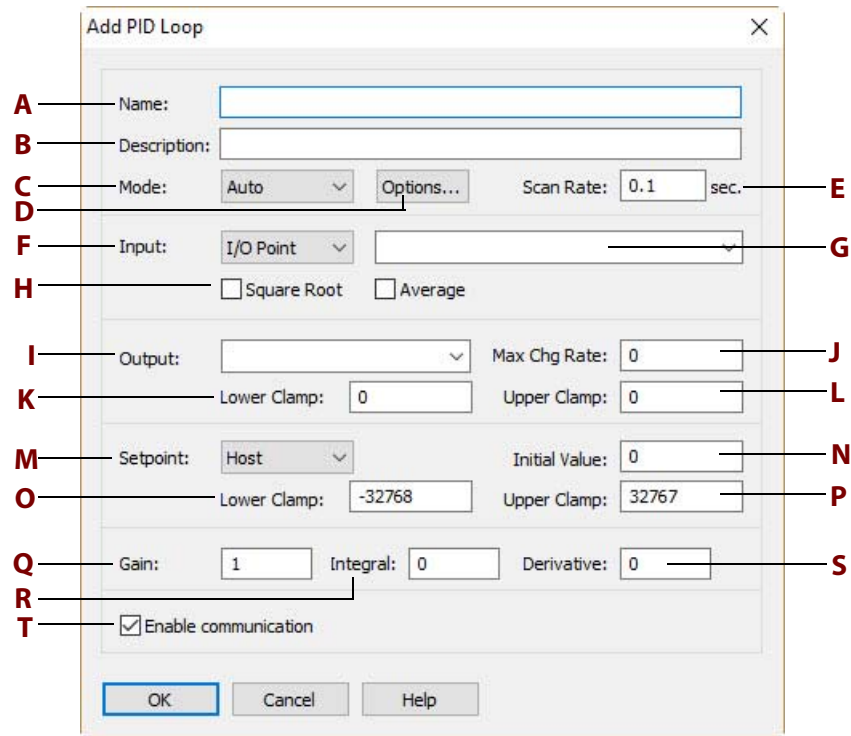 Add PID Loop
A Name:
B Description:
C Mode: Auto Options... Scan Rate: 0.1 sec. E
D
F Input: I/O Point G
H Square Root Average
I Output: Max Chg Rate: 0 J
K Lower Clamp: 0 Upper Clamp: 0 L
M Setpoint: Host Initial Value: 0 N
O Lower Clamp: -32768 Upper Clamp: 32767 P
Q Gain: 1 Integral: 0 Derivative: 0 S
R
T Enable communication
OK Cancel Help